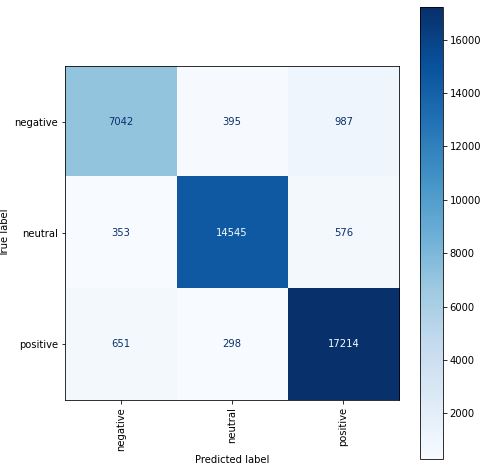 negative 7042 395 987
neutral 353 14545 576
positive 651 298 17214
True label
negative neutral positive
Predicted label
16000
14000
12000
10000
8000
6000
4000
2000